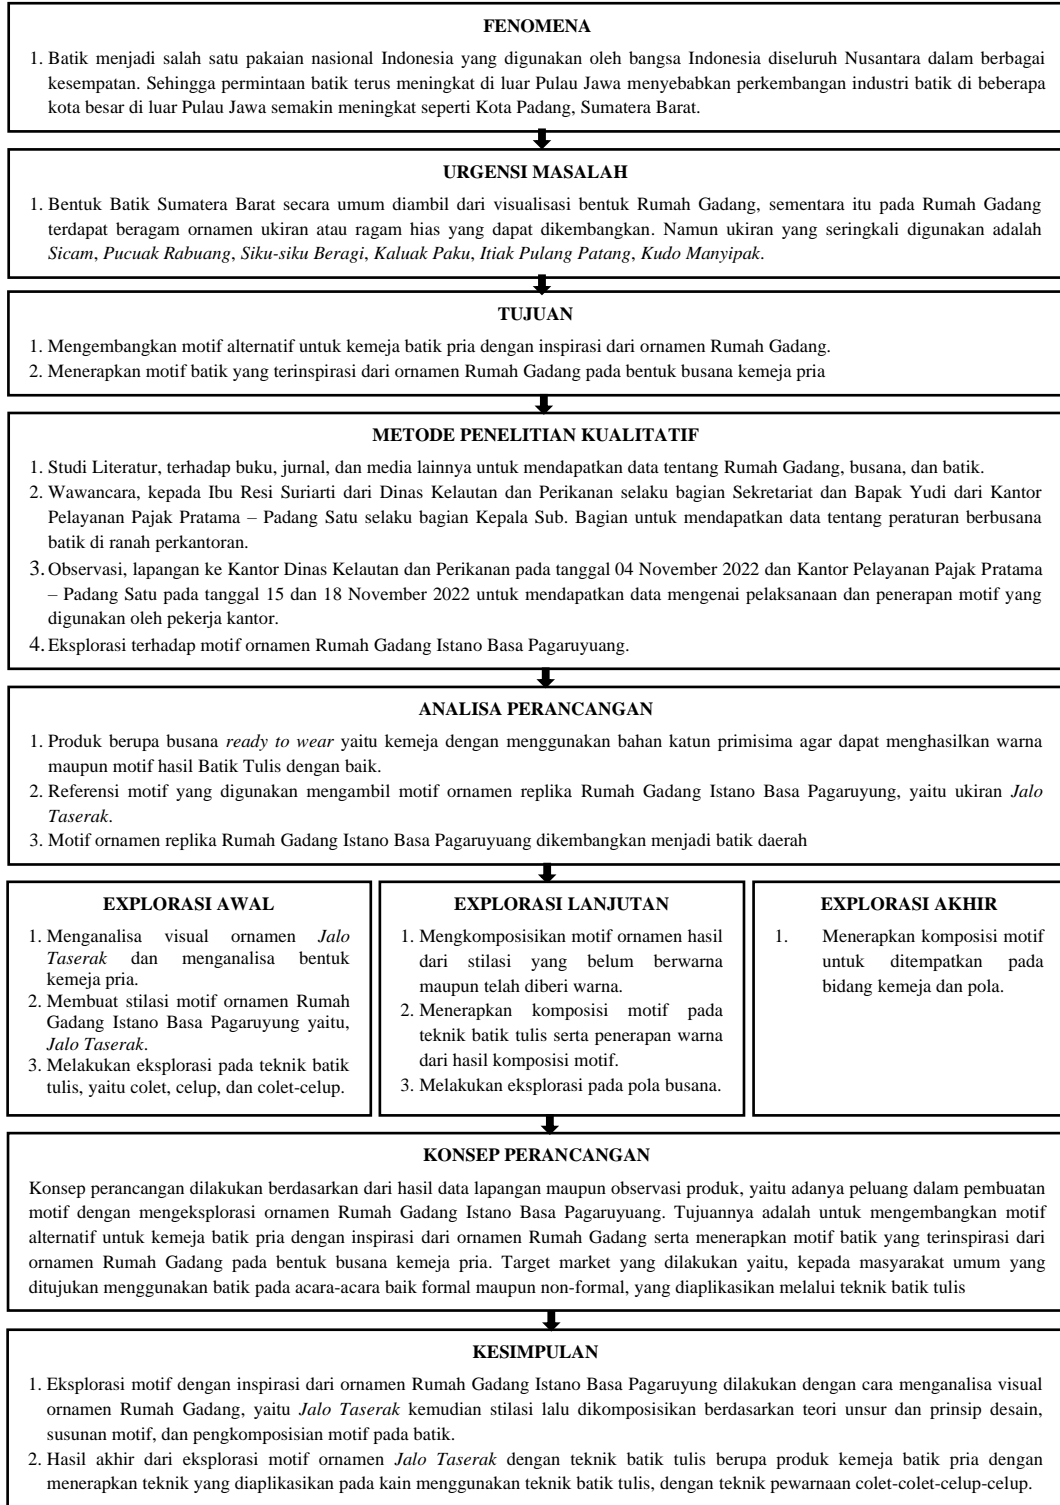 FENOMENA
1. Batik menjadi salah satu pakaian nasional Indonesia yang digunakan oleh bangsa Indonesia diseluruh Nusantara dalam berbagai
kesempatan. Sehingga permintaan batik terus meningkat di luar Pulau Jawa menyebabkan perkembangan industri batik di beberapa
kota besar di luar Pulau Jawa semakin meningkat seperti Kota Padang, Sumatera Barat.
URGENSI MASALAH
1. Bentuk Batik Sumatera Barat secara umum diambil dari visualisasi bentuk Rumah Gadang, sementara itu pada Rumah Gadang
terdapat beragam ornamen ukiran atau ragam hias yang dapat dikembangkan. Namun ukiran yang seringkali digunakan adalah
Sicam, Pucuak Rabuang, Siku-siku Beragi, Kaluak Paku, Itiak Pulang Patang, Kudo Manyipak.
TUJUAN
1. Mengembangkan motif alternatif untuk kemeja batik pria dengan inspirasi dari ornamen Rumah Gadang.
2. Menerapkan motif batik yang terinspirasi dari ornamen Rumah Gadang pada bentuk busana kemeja pria
METODE PENELITIAN KUALITATIF
1. Studi Literatur, terhadap buku, jurnal, dan media lainnya untuk mendapatkan data tentang Rumah Gadang, busana, dan batik.
2. Wawancara, kepada Ibu Resi Suriarti dari Dinas Kelautan dan Perikanan selaku bagian Sekretariat dan Bapak Yudi dari Kantor
Pelayanan Pajak Pratama – Padang Satu selaku bagian Kepala Sub. Bagian untuk mendapatkan data tentang peraturan berbusana
batik di ranah perkantoran.
3. Observasi, lapangan ke Kantor Dinas Kelautan dan Perikanan pada tanggal 04 November 2022 dan Kantor Pelayanan Pajak Pratama
– Padang Satu pada tanggal 15 dan 18 November 2022 untuk mendapatkan data mengenai pelaksanaan dan penerapan motif yang
digunakan oleh pekerja kantor.
4. Eksplorasi terhadap motif ornamen Rumah Gadang Istano Basa Pagaruyuang.
ANALISA PERANCANGAN
1. Produk berupa busana ready to wear yaitu kemeja dengan menggunakan bahan katun primisima agar dapat menghasilkan warna
maupun motif hasil Batik Tulis dengan baik.
2. Referensi motif yang digunakan mengambil motif ornamen replika Rumah Gadang Istano Basa Pagaruyung, yaitu ukiran Jalo
Taserak.
3. Motif ornamen replika Rumah Gadang Istano Basa Pagaruyuang dikembangkan menjadi batik daerah
EXPLORASI AWAL
1. Menganalisa visual ornamen Jalo
Taserak dan menganalisa bentuk
kemeja pria.
2. Membuat stilasi motif ornamen Rumah
Gadang Istano Basa Pagaruyung yaitu,
Jalo Taserak.
3. Melakukan eksplorasi pada teknik batik
tulis, yaitu colet, celup, dan colet-celup.
EXPLORASI LANJUTAN
1. Mengkomposisikan motif ornamen hasil
dari stilasi yang belum berwarna
maupun telah diberi warna.
2. Menerapkan komposisi motif pada
teknik batik tulis serta penerapan warna
dari hasil komposisi motif.
3. Melakukan eksplorasi pada pola busana.
EXPLORASI AKHIR
1. Menerapkan komposisi motif
untuk ditempatkan pada
bidang kemeja dan pola.
KONSEP PERANCANGAN
Konsep perancangan dilakukan berdasarkan dari hasil data lapangan maupun observasi produk, yaitu adanya peluang dalam pembuatan
motif dengan mengeksplorasi ornamen Rumah Gadang Istano Basa Pagaruyuang. Tujuannya adalah untuk mengembangkan motif
alternatif untuk kemeja batik pria dengan inspirasi dari ornamen Rumah Gadang serta menerapkan motif batik yang terinspirasi dari
ornamen Rumah Gadang pada bentuk busana kemeja pria. Target market yang dilakukan yaitu, kepada masyarakat umum yang
ditujukan menggunakan batik pada acara-acara baik formal maupun non-formal, yang diaplikasikan melalui teknik batik tulis
KESIMPULAN
1. Eksplorasi motif dengan inspirasi dari ornamen Rumah Gadang Istano Basa Pagaruyung dilakukan dengan cara menganalisa visual
ornamen Rumah Gadang, yaitu Jalo Taserak kemudian stilasi lalu dikomposisikan berdasarkan teori unsur dan prinsip desain,
susunan motif, dan pengkomposisian motif pada batik.
2. Hasil akhir dari eksplorasi motif ornamen Jalo Taserak dengan teknik batik tulis berupa produk kemeja batik pria dengan
menerapkan teknik yang diaplikasikan pada kain menggunakan teknik batik tulis, dengan teknik pewarnaan colet-colet-celup-celup.